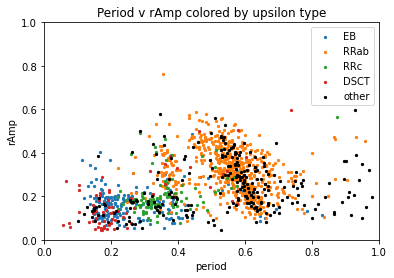 Period v rAmp colored by upsilon type
1.0
0.8
0.6
0.4
0.2
0.0
rAmp
EB
RRab
RRc
DSCT
other
0.0 0.2 0.4 0.6 0.8 1.0
period